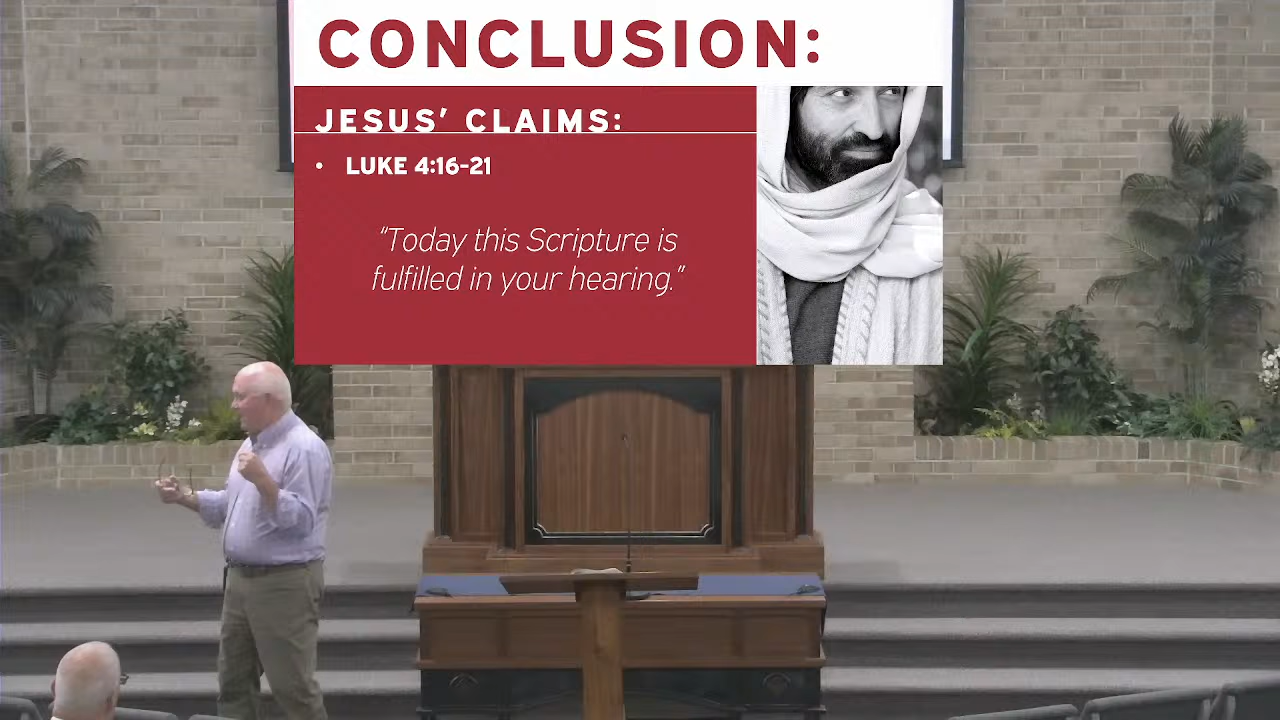 CONCLUSION:
JESUS’ CLAIMS:
• LUKE 4:16-21
“Today this Scripture is
fulfilled in your hearing.”